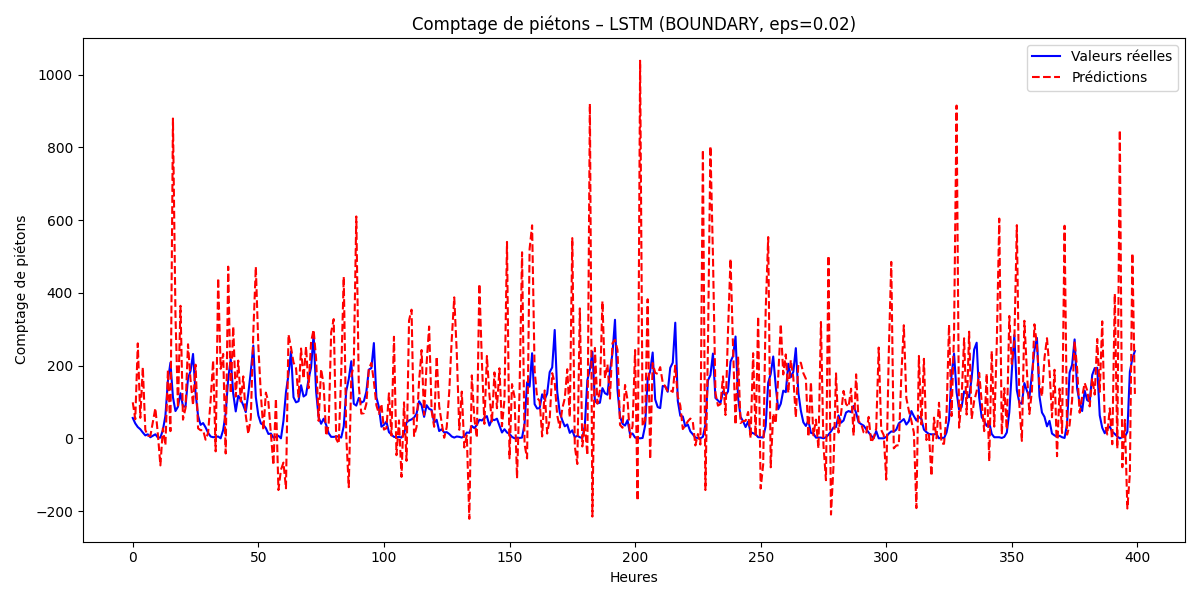 Comptage de piétons – LSTM (BOUNDARY, eps=0.02)
Valeurs réelles
Prédictions
Comptage de piétons
1000
800
600
400
200
0
−200
0 50 100 150 200 250 300 350 400
Heures